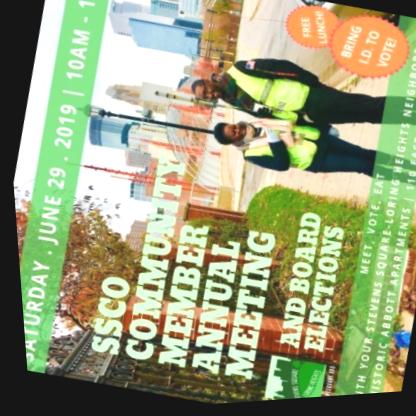 SATURDAY . JUNE 29 . 2019 | 10AM - 1
FREE
LUNCH!
BRING
I.D. TO
VOTE!
SSCO
COMMUNITY
MEMBER
ANNUAL
MEETING
AND BOARD
ELECTIONS
MEET, VOTE, EAT
WITH YOUR STEVENS SQUARE-LORING HEIGHTS
HISTORIC ABBOTT APARTMENTS |